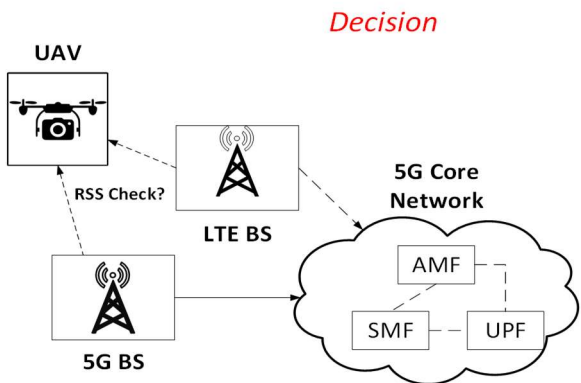 Decision
UAV
RSS Check?
LTE BS
5G Core
Network
AMF
SMF
UPF
5G BS